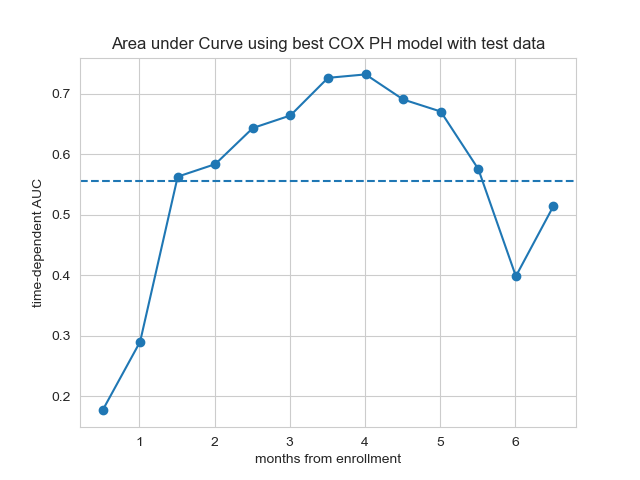 Area under Curve using best COX PH model with test data
time-dependent AUC
0.7
0.6
0.5
0.4
0.3
0.2
1 2 3 4 5 6
months from enrollment